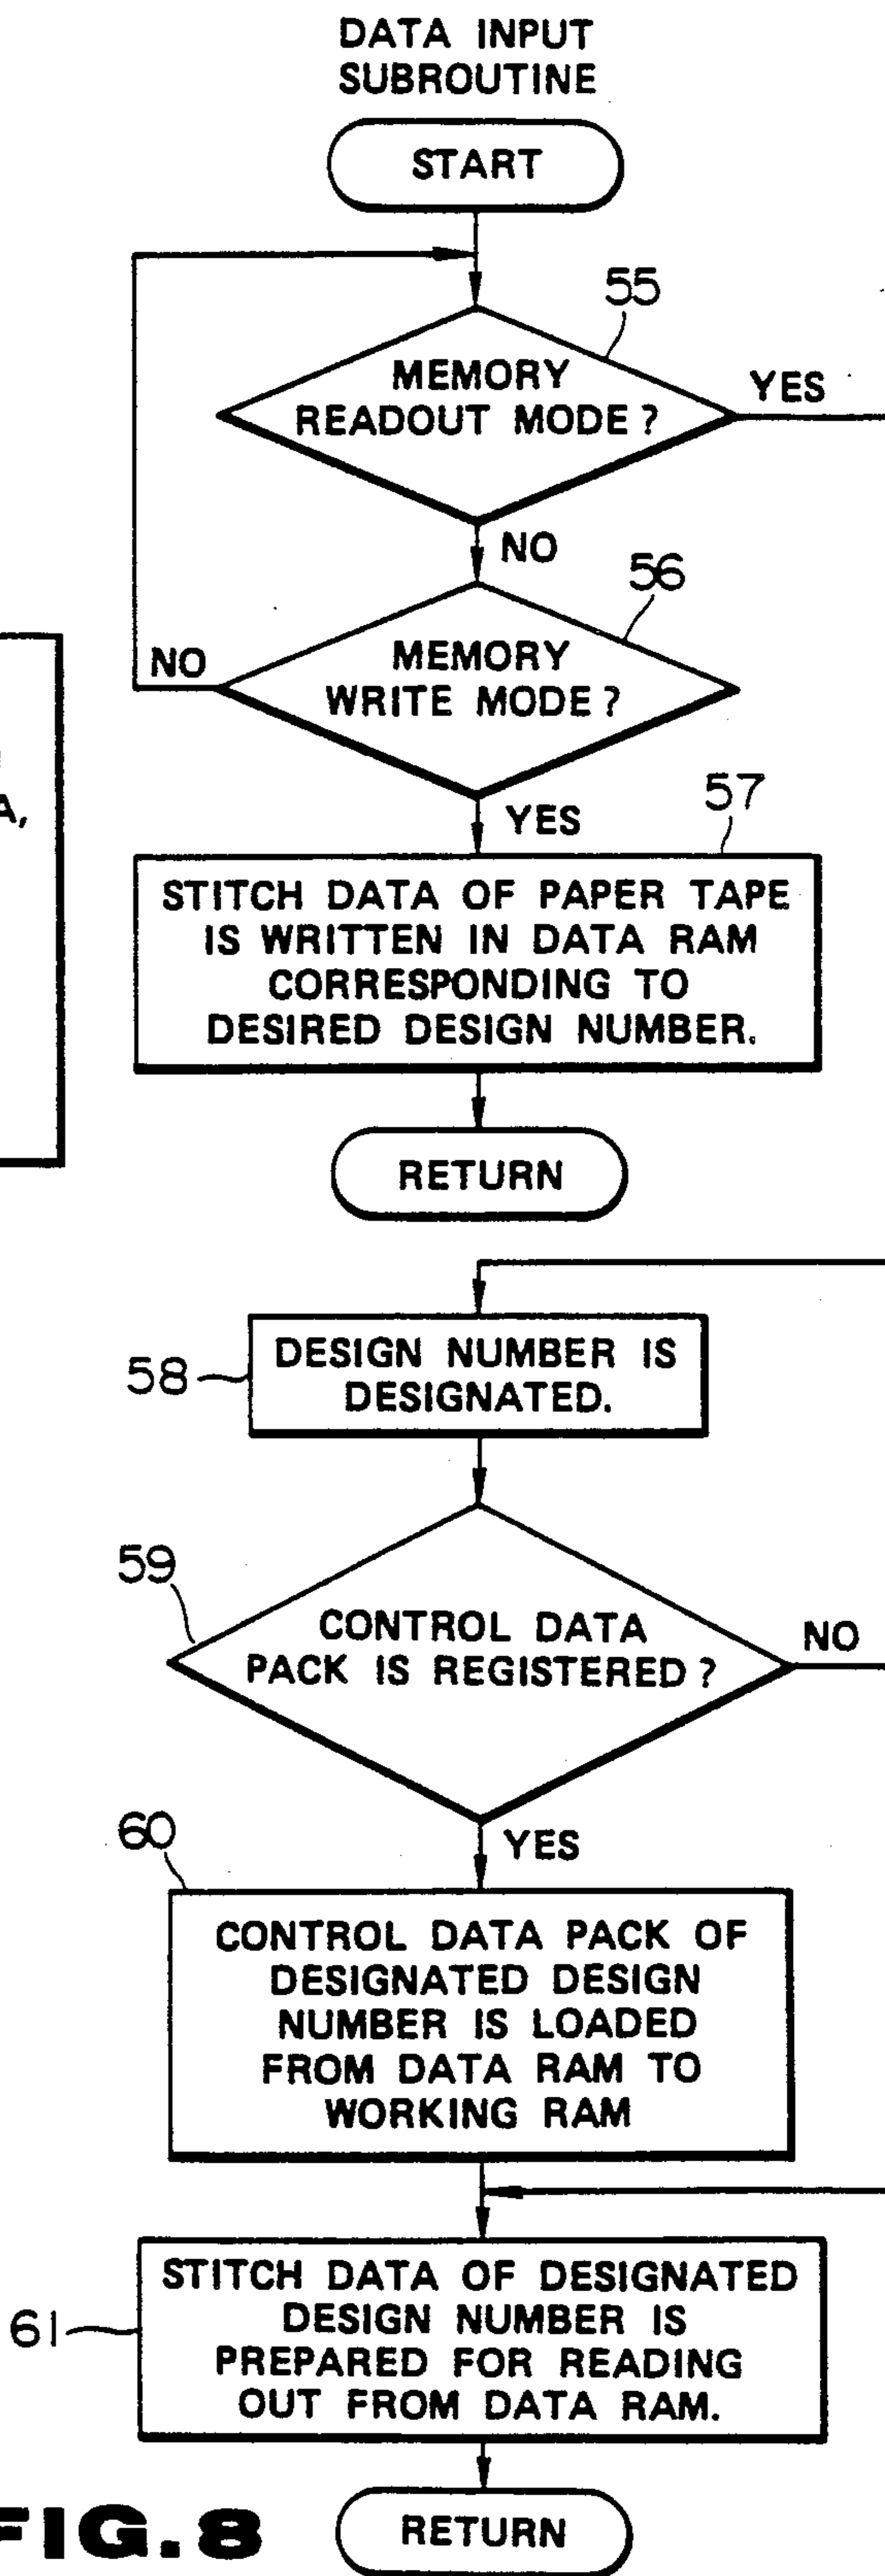 DATA INPUT
SUBROUTINE
START
55
MEMORY
READOUT MODE?
YES
NO
56
MEMORY
WRITE MODE?
NO
A,
YES
57
STITCH DATA OF PAPER TAPE
IS WRITTEN IN DATA RAM
CORRESPONDING TO
DESIRED DESIGN NUMBER.
RETURN
58
DESIGN NUMBER IS
DESIGNATED.
59
CONTROL DATA
PACK IS REGISTERED?
NO
YES
60
CONTROL DATA PACK OF
DESIGNATED DESIGN
NUMBER IS LOADED
FROM DATA RAM TO
WORKING RAM
61
STITCH DATA OF DESIGNATED
DESIGN NUMBER IS
PREPARED FOR READING
OUT FROM DATA RAM.
RETURN
FIG.8